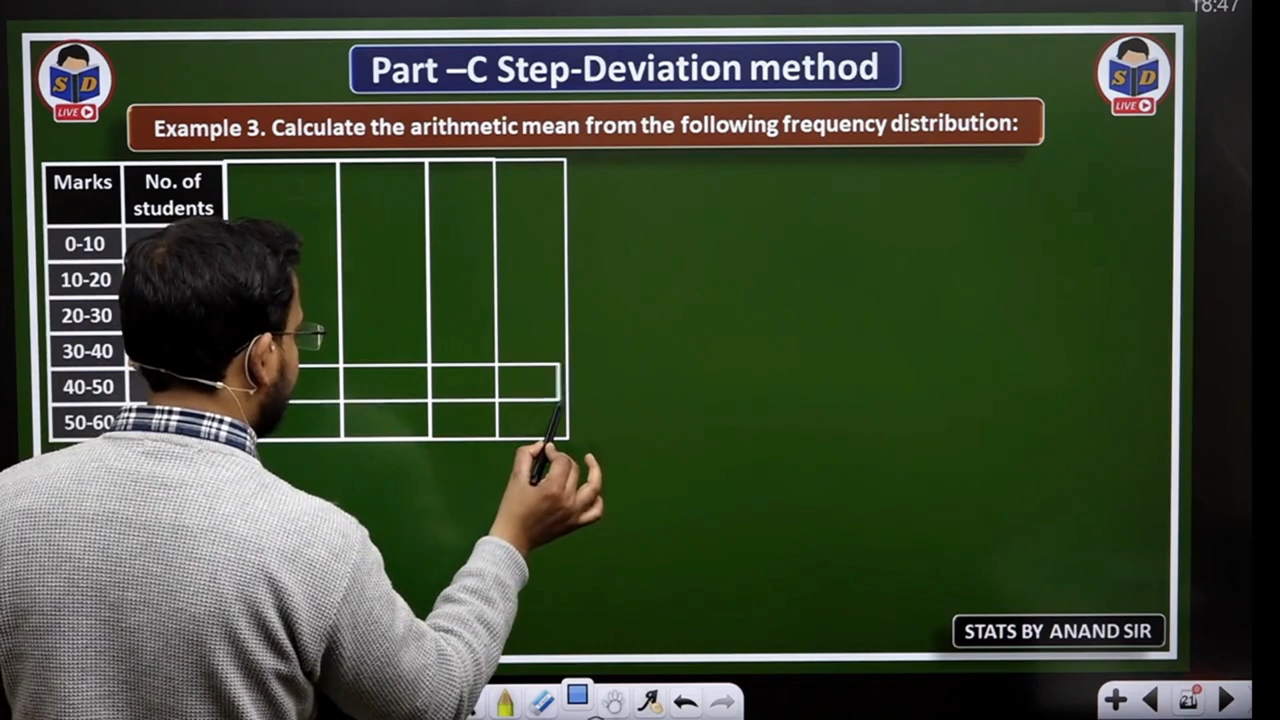 18:47
Part –C Step-Deviation method
S D
LIVE
S D
LIVE
Example 3. Calculate the arithmetic mean from the following frequency distribution:
Marks
No. of
students
0-10
10-20
20-30
30-40
40-50
50-60
STATS BY ANAND SIR
21